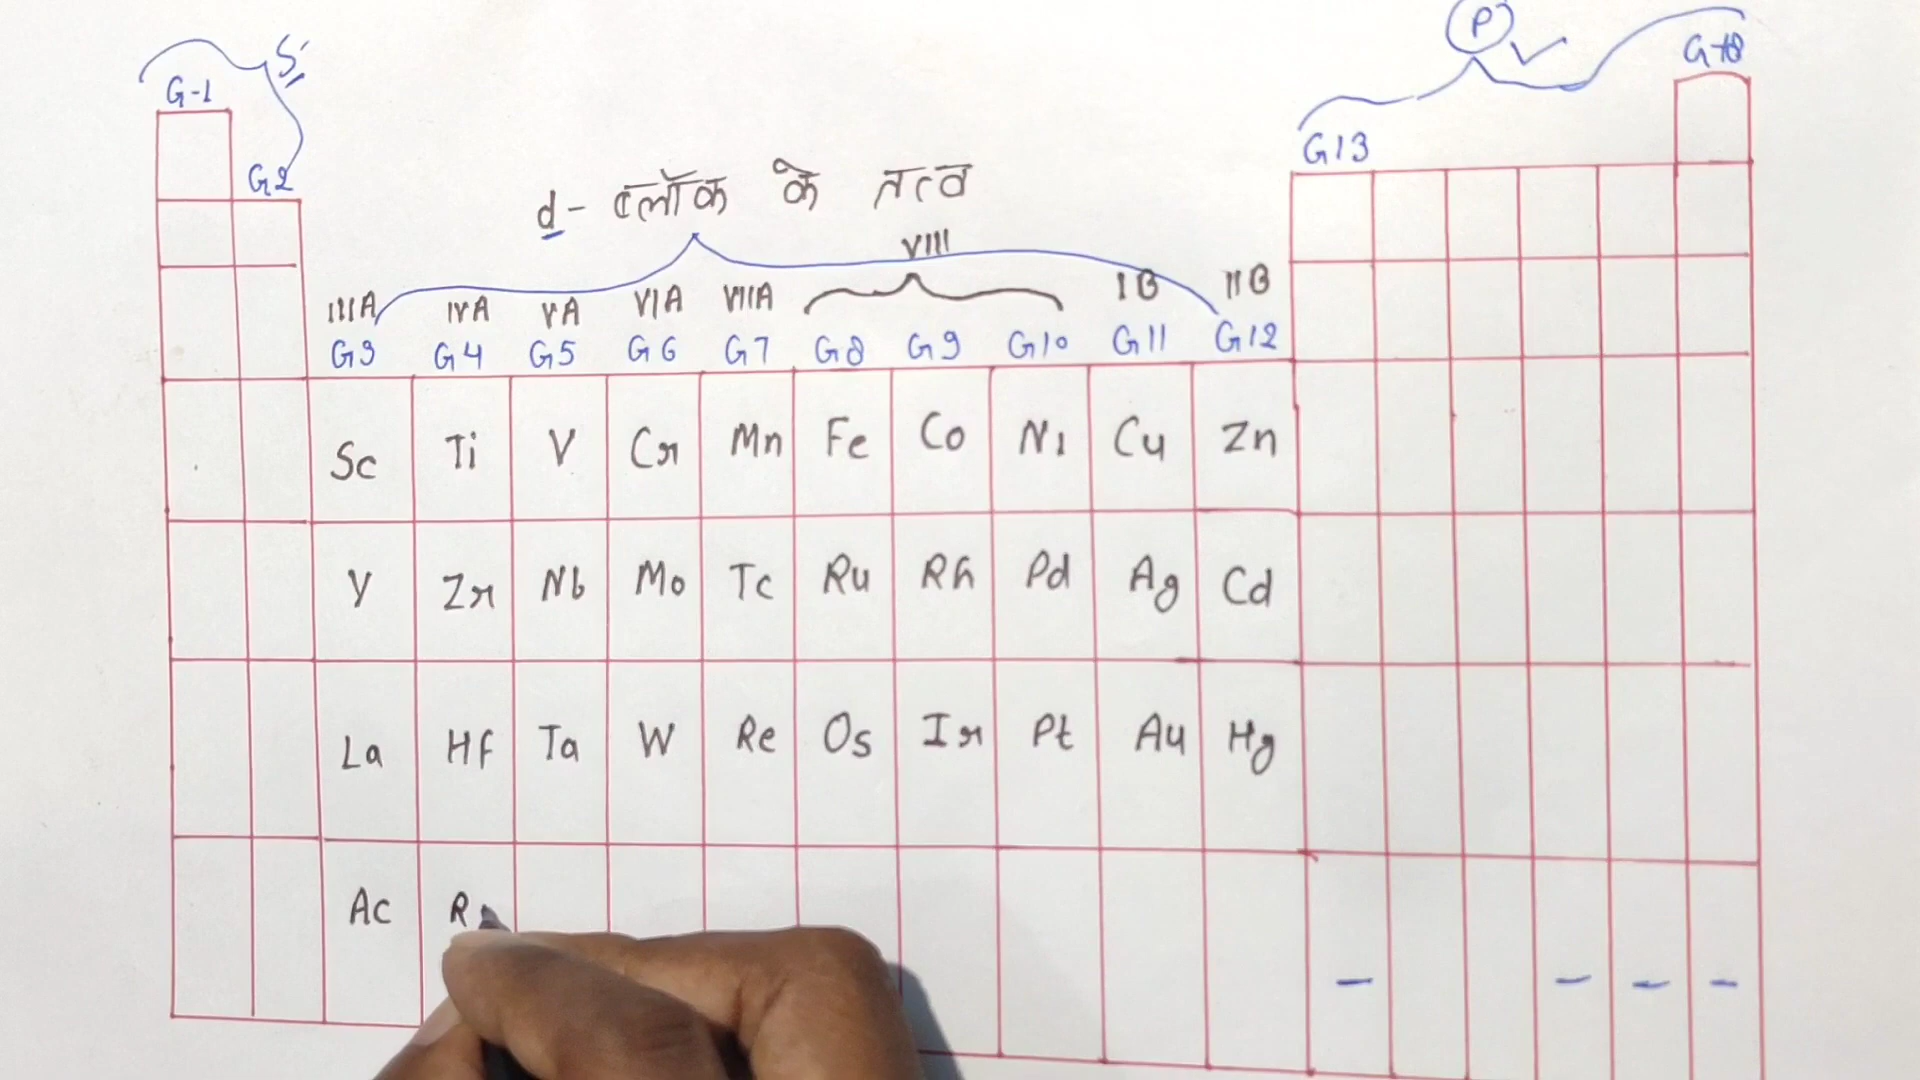 S
P
G-1
G-18
G2
G13
d- ब्लॉक के तत्व
VIII
IIIA IVA VA VIA VIIA IB IIB
G3 G4 G5 G6 G7 G8 G9 G10 G11 G12
Sc Ti V Cr Mn Fe Co Ni Cu Zn
Y Zr Nb Mo Tc Ru Rh Pd Ag Cd
La Hf Ta W Re Os Ir Pt Au Hg
Ac R